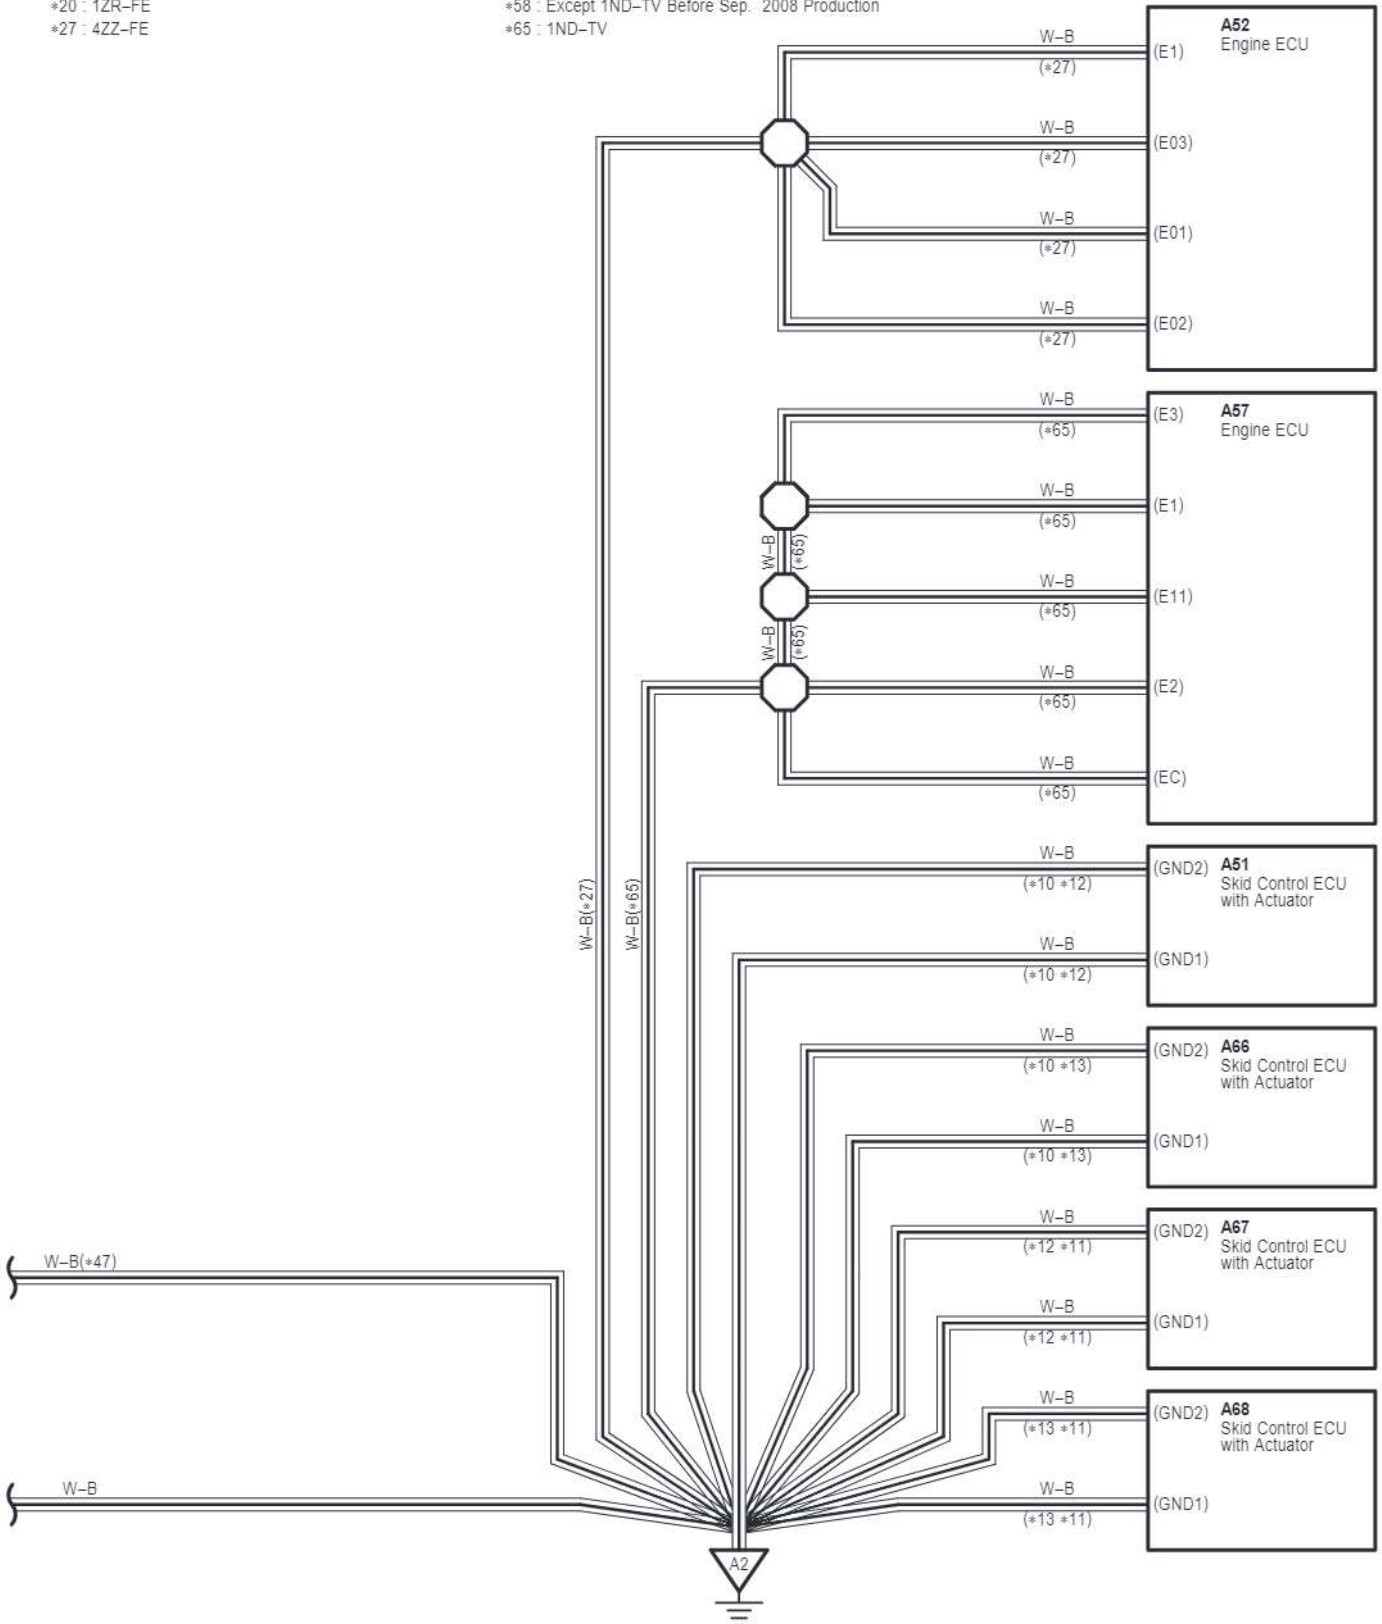 ∗20 : 1ZR–FE
∗58 : Except 1ND–TV Before Sep. 2008 Production
∗27 : 4ZZ–FE
∗65 : 1ND–TV
W–B
(∗27)
(E1)
A52
Engine ECU
W–B
(∗27)
(E03)
W–B
(∗27)
(E01)
W–B
(∗27)
(E02)
W–B
(∗65)
(E3)
A57
Engine ECU
W–B
(∗65)
(E1)
W–B
(∗65)
W–B
(∗65)
(E11)
W–B
(∗65)
W–B
(∗65)
(E2)
W–B
(∗65)
(EC)
W–B(∗27)
W–B(∗65)
W–B
(∗10 ∗12)
(GND2)
A51
Skid Control ECU
with Actuator
W–B
(∗10 ∗12)
(GND1)
W–B
(∗10 ∗13)
(GND2)
A66
Skid Control ECU
with Actuator
W–B
(∗10 ∗13)
(GND1)
W–B
(∗12 ∗11)
(GND2)
A67
Skid Control ECU
with Actuator
W–B(∗47)
W–B
(∗12 ∗11)
(GND1)
W–B
(∗13 ∗11)
(GND2)
A68
Skid Control ECU
with Actuator
W–B
W–B
(∗13 ∗11)
(GND1)
A2